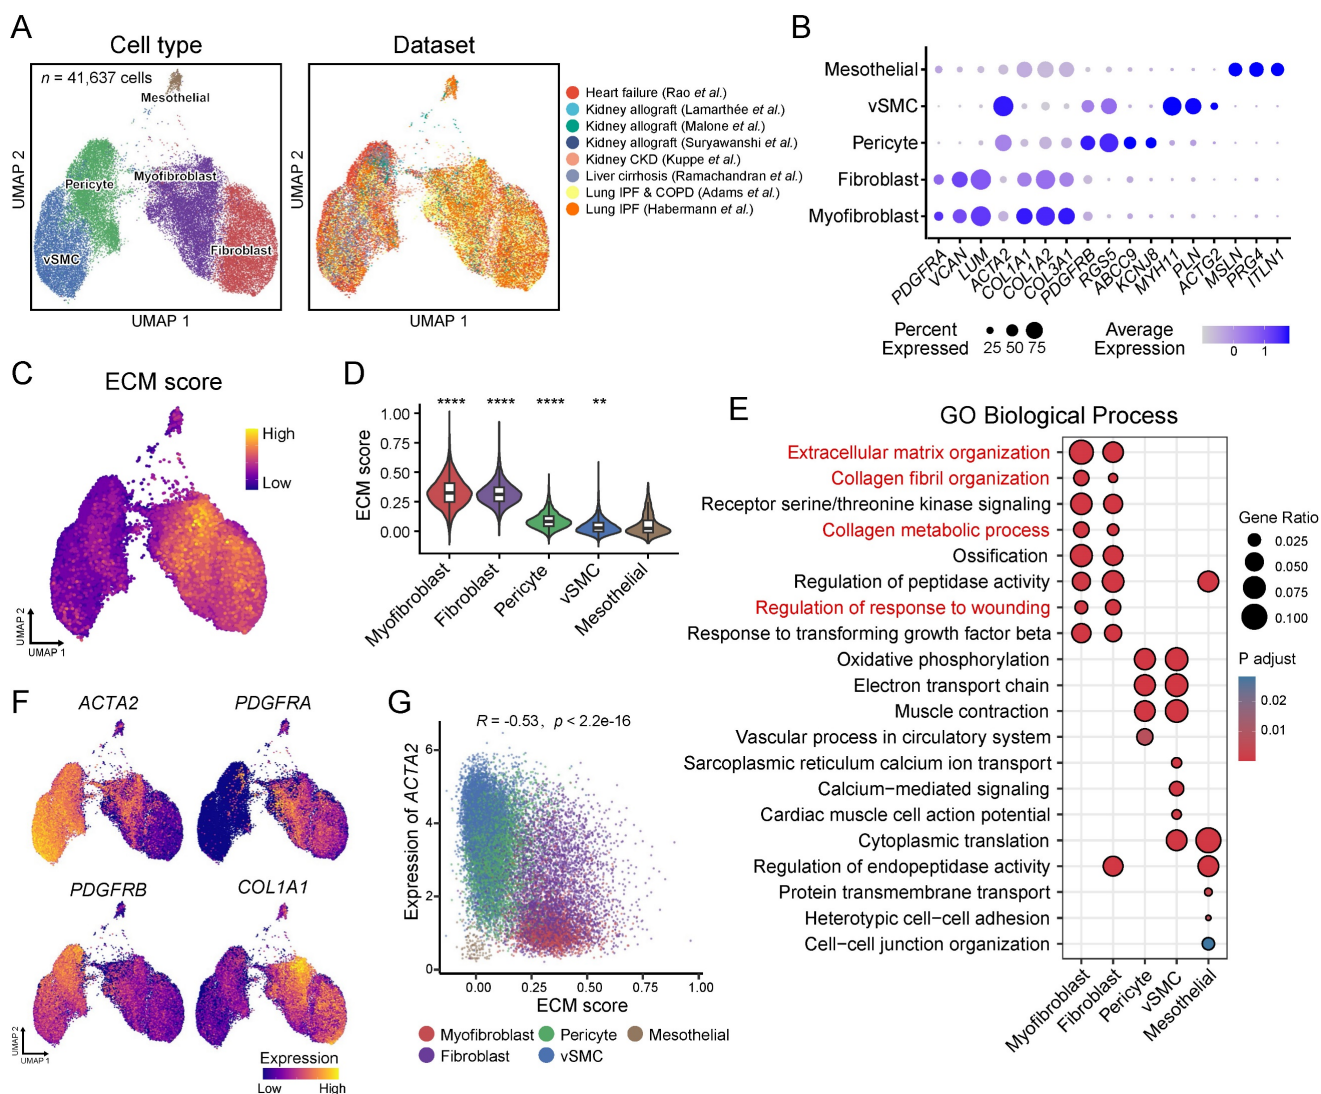 A
Cell type
Dataset
n = 41,637 cells
Mesothelial
Myofibroblast
Pericyte
vSMC
Fibroblast
UMAP 2
UMAP 1
UMAP 2
UMAP 1
Heart failure (Rao et al.)
Kidney allograft (Lamarthée et al.)
Kidney allograft (Malone et al.)
Kidney allograft (Suryawanshi et al.)
Kidney CKD (Kuppe et al.)
Liver cirrhosis (Ramachandran et al.)
Lung IPF & COPD (Adams et al.)
Lung IPF (Habermann et al.)
B
Mesothelial
vSMC
Pericyte
Fibroblast
Myofibroblast
PDGFRA
VCAN
LUM
ACTA2
COL1A1
COL1A2
COL3A1
PDGFRB
RGS5
ABCC9
KCNJ8
MYH11
PLN
ACTG2
MSLN
PRG4
ITLN1
Percent Expressed
25 50 75
Average Expression
0 1
C
ECM score
High
Low
UMAP 2
UMAP 1
D
ECM score
1.00
0.75
0.50
0.25
0.00
**** **** **** **
Myofibroblast
Fibroblast
Pericyte
vSMC
Mesothelial
E
GO Biological Process
Extracellular matrix organization
Collagen fibril organization
Receptor serine/threonine kinase signaling
Collagen metabolic process
Ossification
Regulation of peptidase activity
Regulation of response to wounding
Response to transforming growth factor beta
Oxidative phosphorylation
Electron transport chain
Muscle contraction
Vascular process in circulatory system
Sarcoplasmic reticulum calcium ion transport
Calcium−mediated signaling
Cardiac muscle cell action potential
Cytoplasmic translation
Regulation of endopeptidase activity
Protein transmembrane transport
Heterotypic cell−cell adhesion
Cell−cell junction organization
Myofibroblast
Fibroblast
Pericyte
vSMC
Mesothelial
Gene Ratio
0.025
0.050
0.075
0.100
P adjust
0.02
0.01
F
ACTA2
PDGFRA
PDGFRB
COL1A1
UMAP 2
UMAP 1
Expression
Low High
G
R = -0.53, p < 2.2e-16
Expression of ACTA2
6
4
2
0
0.00 0.25 0.50 0.75 1.00
ECM score
Myofibroblast Pericyte Mesothelial
Fibroblast vSMC